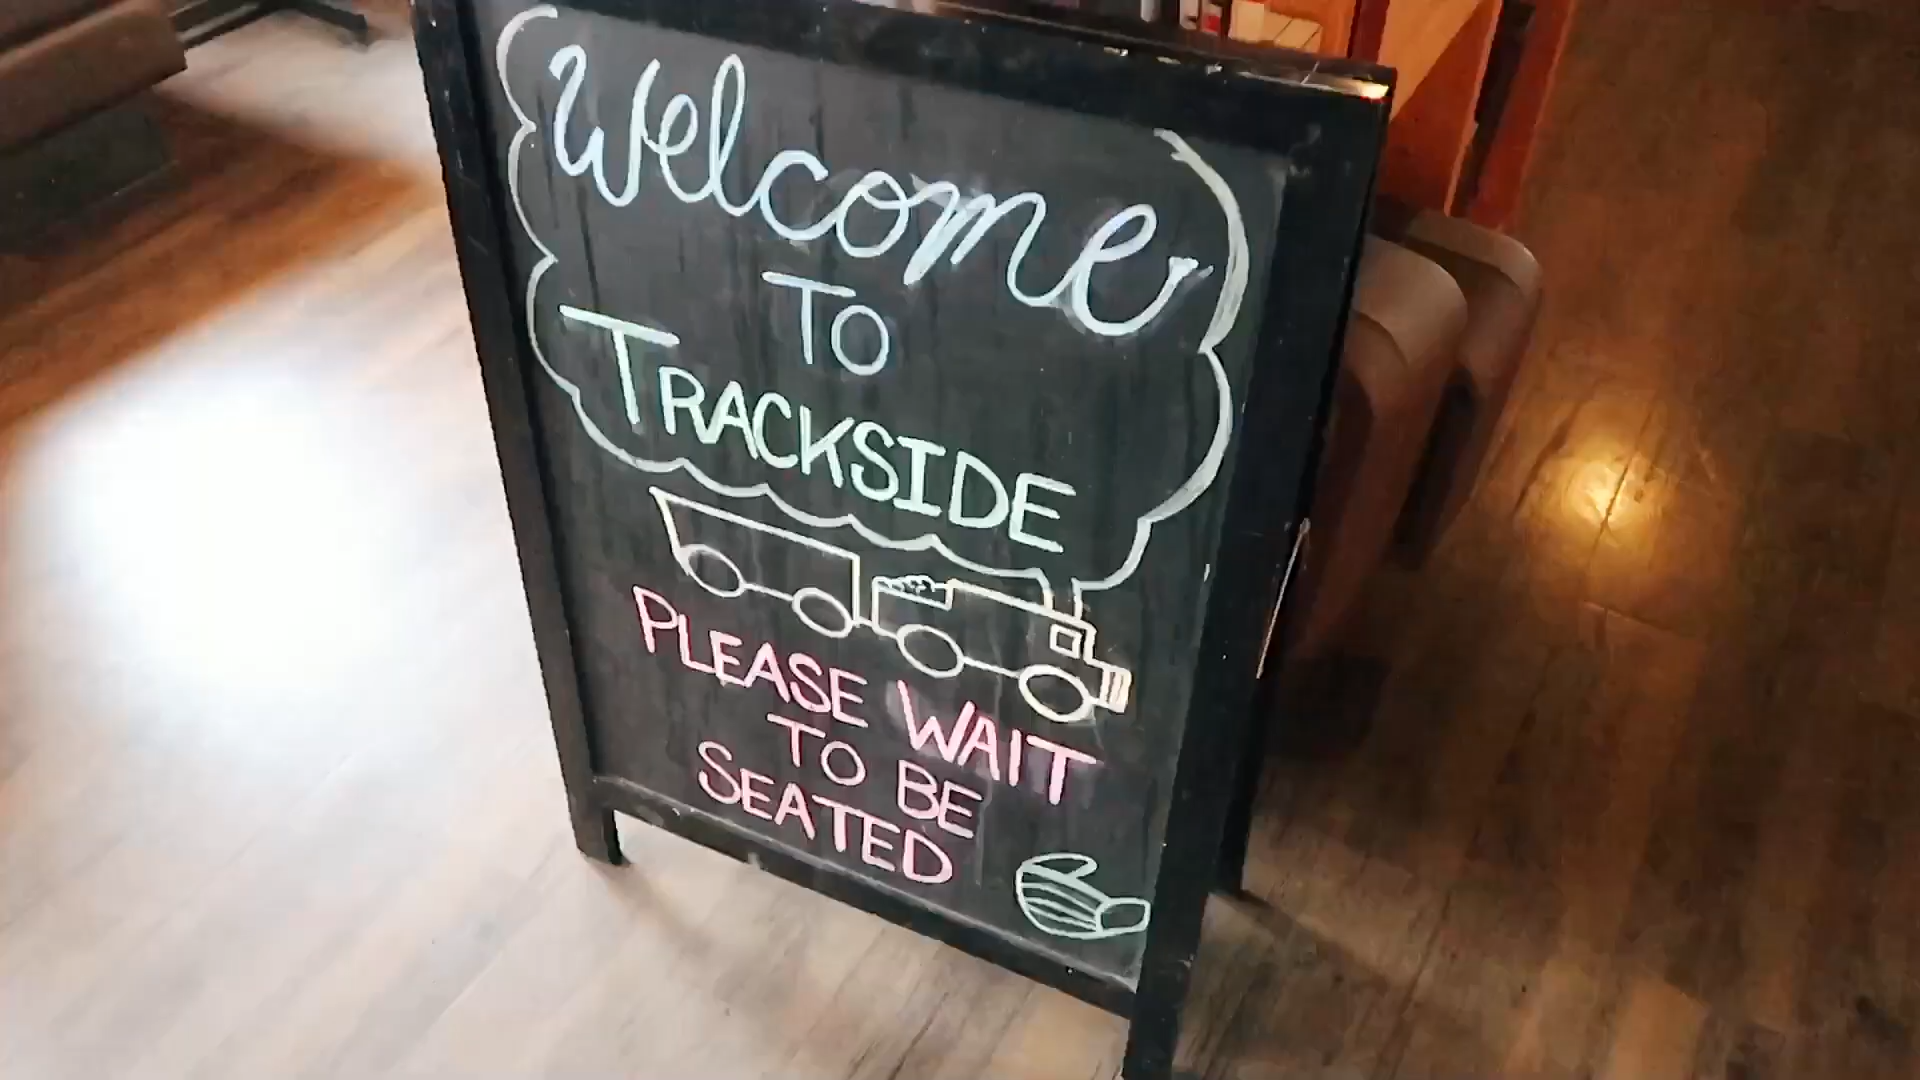 Welcome
TO
TRACKSIDE
PLEASE WAIT
TO BE
SEATED